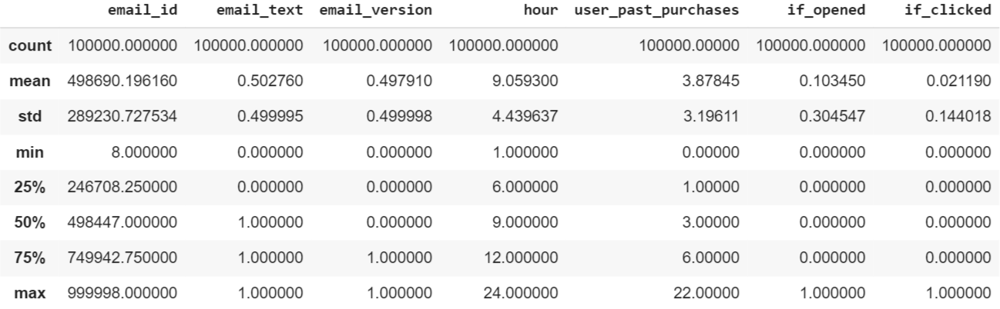 email_id email_text email_version hour user_past_purchases if_opened if_clicked
count 100000.000000 100000.000000 100000.000000 100000.000000 100000.00000 100000.000000 100000.000000
mean 498690.196160 0.502760 0.497910 9.059300 3.87845 0.103450 0.021190
std 289230.727534 0.499995 0.499998 4.439637 3.19611 0.304547 0.144018
min 8.000000 0.000000 0.000000 1.000000 0.00000 0.000000 0.000000
25% 246708.250000 0.000000 0.000000 6.000000 1.00000 0.000000 0.000000
50% 498447.000000 1.000000 0.000000 9.000000 3.00000 0.000000 0.000000
75% 749942.750000 1.000000 1.000000 12.000000 6.00000 0.000000 0.000000
max 999998.000000 1.000000 1.000000 24.000000 22.00000 1.000000 1.000000